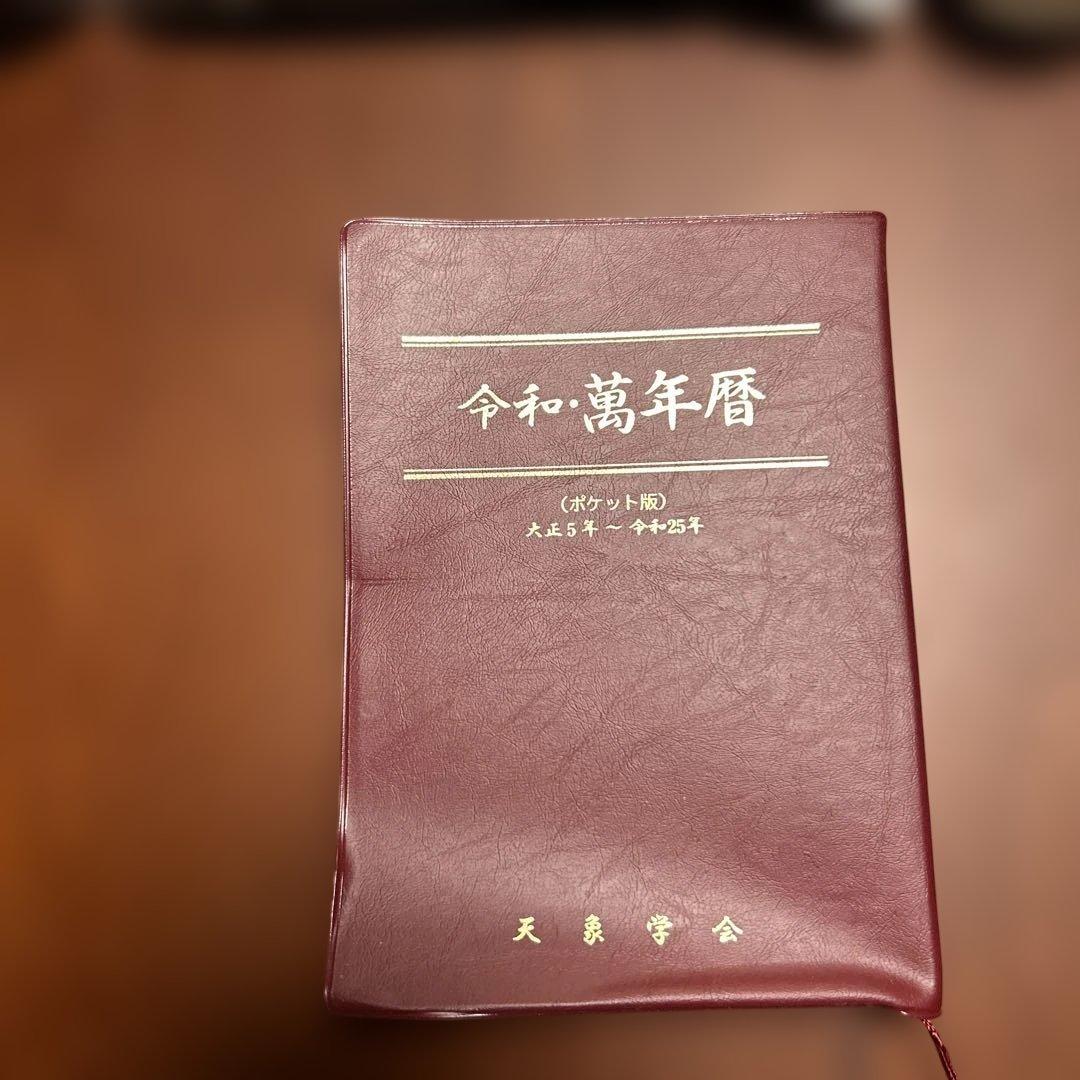 令和・萬年暦
（ポケット版）
大正5年～令和25年
天象学会